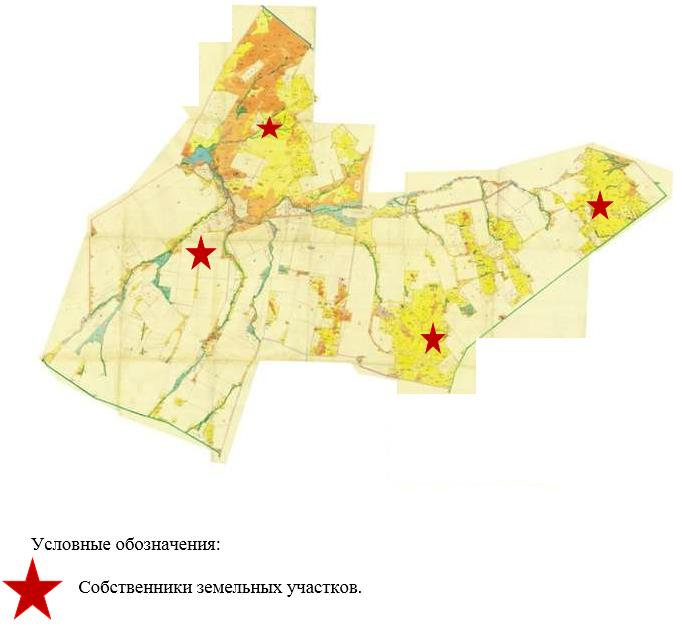 Условные обозначения:
Собственники земельных участков.